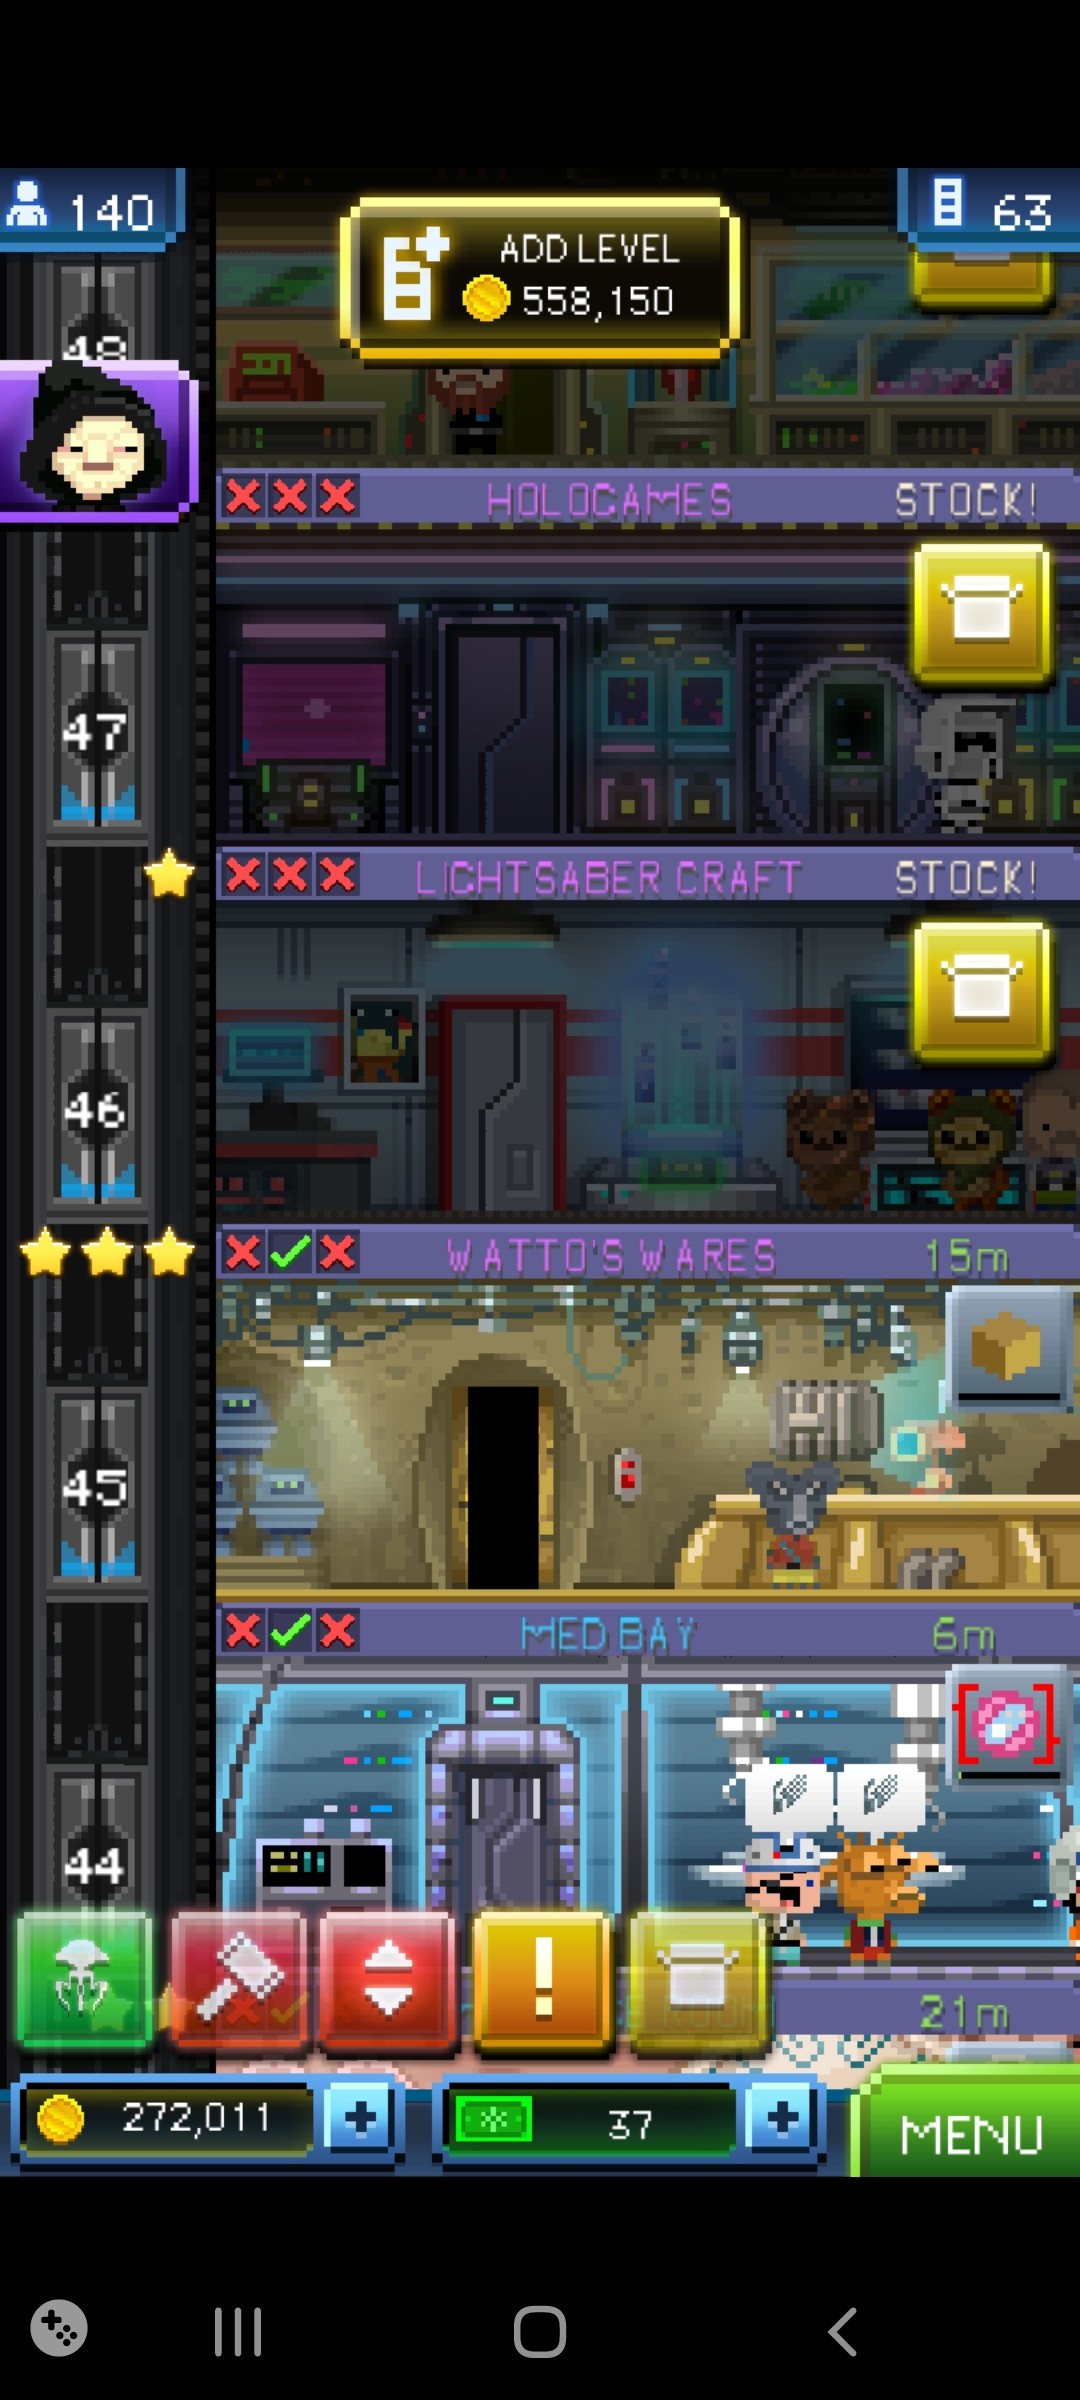 140
ADD LEVEL
558,150
63
48
HOLOGAMES
STOCK!
47
LIGHTSABER CRAFT
STOCK!
46
WATTO'S WARES
15m
45
MED BAY
6m
44
21m
272,011
37
MENU